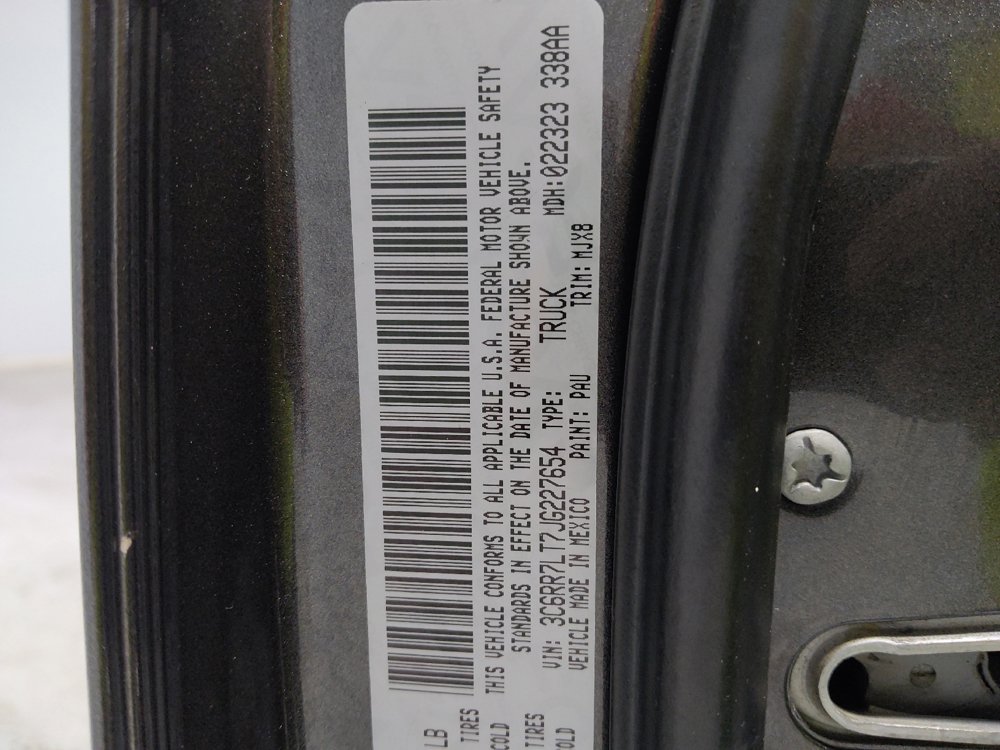 LB
TIRES
COLD
TIRES
OLD
THIS VEHICLE CONFORMS TO ALL APPLICABLE U.S.A. FEDERAL MOTOR VEHICLE SAFETY
STANDARDS IN EFFECT ON THE DATE OF MANUFACTURE SHOWN ABOVE.
VIN: 3C6RR7LT7JG227654 TYPE: TRUCK MDH:022323 338AA
VEHICLE MADE IN MEXICO PAINT: PAU TRIM: MJX8